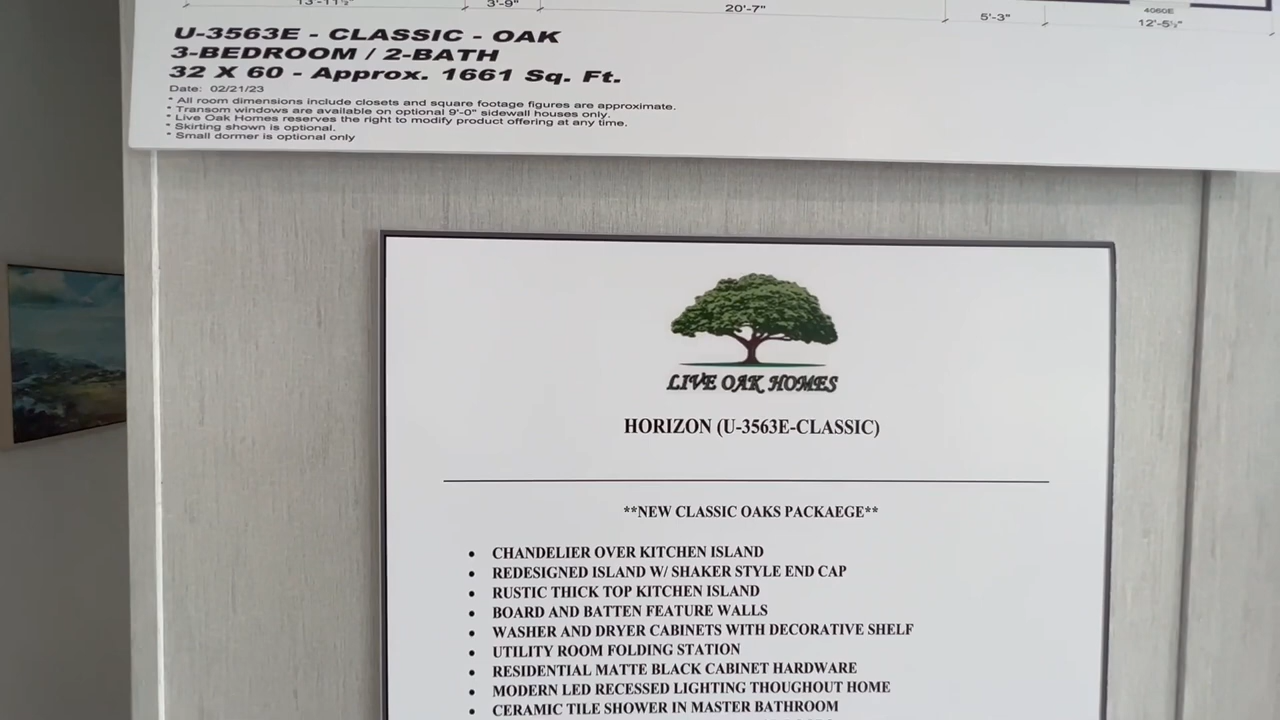 13'-11½" 3'-9" 20'-7" 5'-3" 12'-5½"
4060E
U-3563E - CLASSIC - OAK
3-BEDROOM / 2-BATH
32 X 60 - Approx. 1661 Sq. Ft.
Date: 02/21/23
* All room dimensions include closets and square footage figures are approximate.
* Transom windows are available on optional 9'-0" sidewall houses only.
* Live Oak Homes reserves the right to modify product offering at any time.
* Skirting shown is optional.
* Small dormer is optional only
LIVE OAK HOMES
HORIZON (U-3563E-CLASSIC)
**NEW CLASSIC OAKS PACKAEGE**
• CHANDELIER OVER KITCHEN ISLAND
• REDESIGNED ISLAND W/ SHAKER STYLE END CAP
• RUSTIC THICK TOP KITCHEN ISLAND
• BOARD AND BATTEN FEATURE WALLS
• WASHER AND DRYER CABINETS WITH DECORATIVE SHELF
• UTILITY ROOM FOLDING STATION
• RESIDENTIAL MATTE BLACK CABINET HARDWARE
• MODERN LED RECESSED LIGHTING THOUGHOUT HOME
• CERAMIC TILE SHOWER IN MASTER BATHROOM